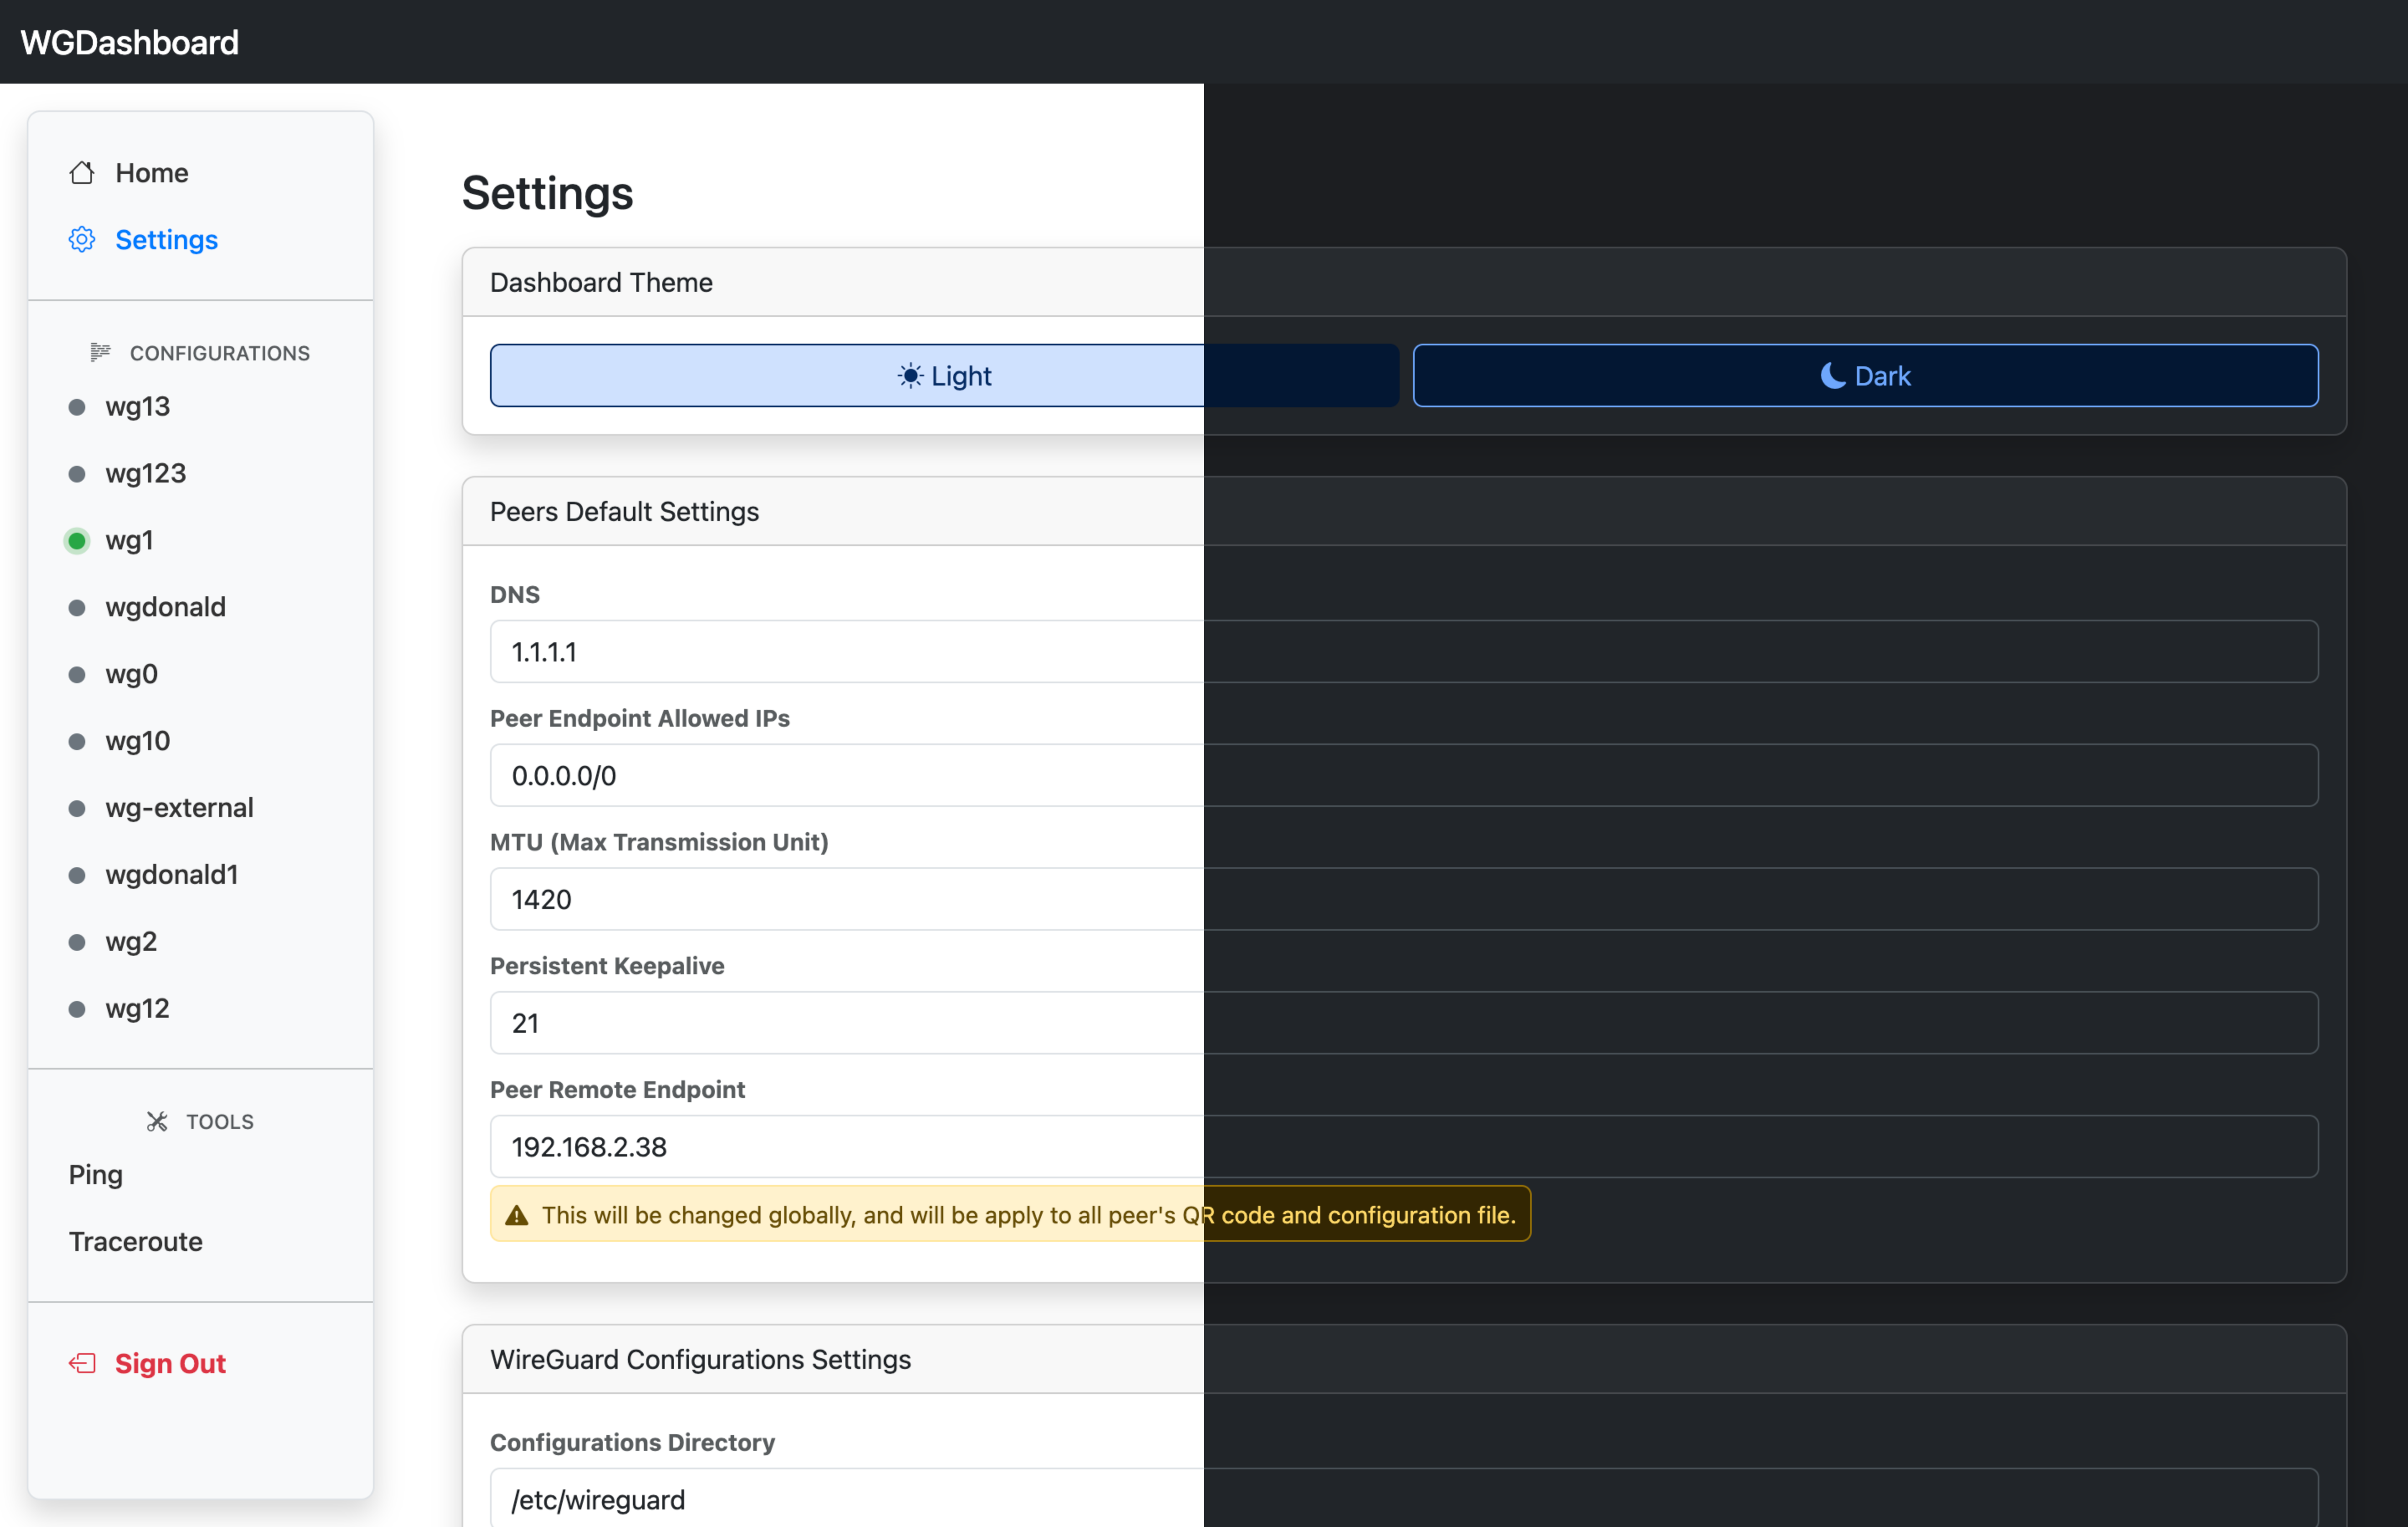 WGDashboard
Home
Settings
CONFIGURATIONS
wg13
wg123
wg1
wgdonald
wg0
wg10
wg-external
wgdonald1
wg2
wg12
TOOLS
Ping
Traceroute
Sign Out
Settings
Dashboard Theme
Light
Dark
Peers Default Settings
DNS
1.1.1.1
Peer Endpoint Allowed IPs
0.0.0.0/0
MTU (Max Transmission Unit)
1420
Persistent Keepalive
21
Peer Remote Endpoint
192.168.2.38
This will be changed globally, and will be apply to all peer's QR code and configuration file.
WireGuard Configurations Settings
Configurations Directory
/etc/wireguard